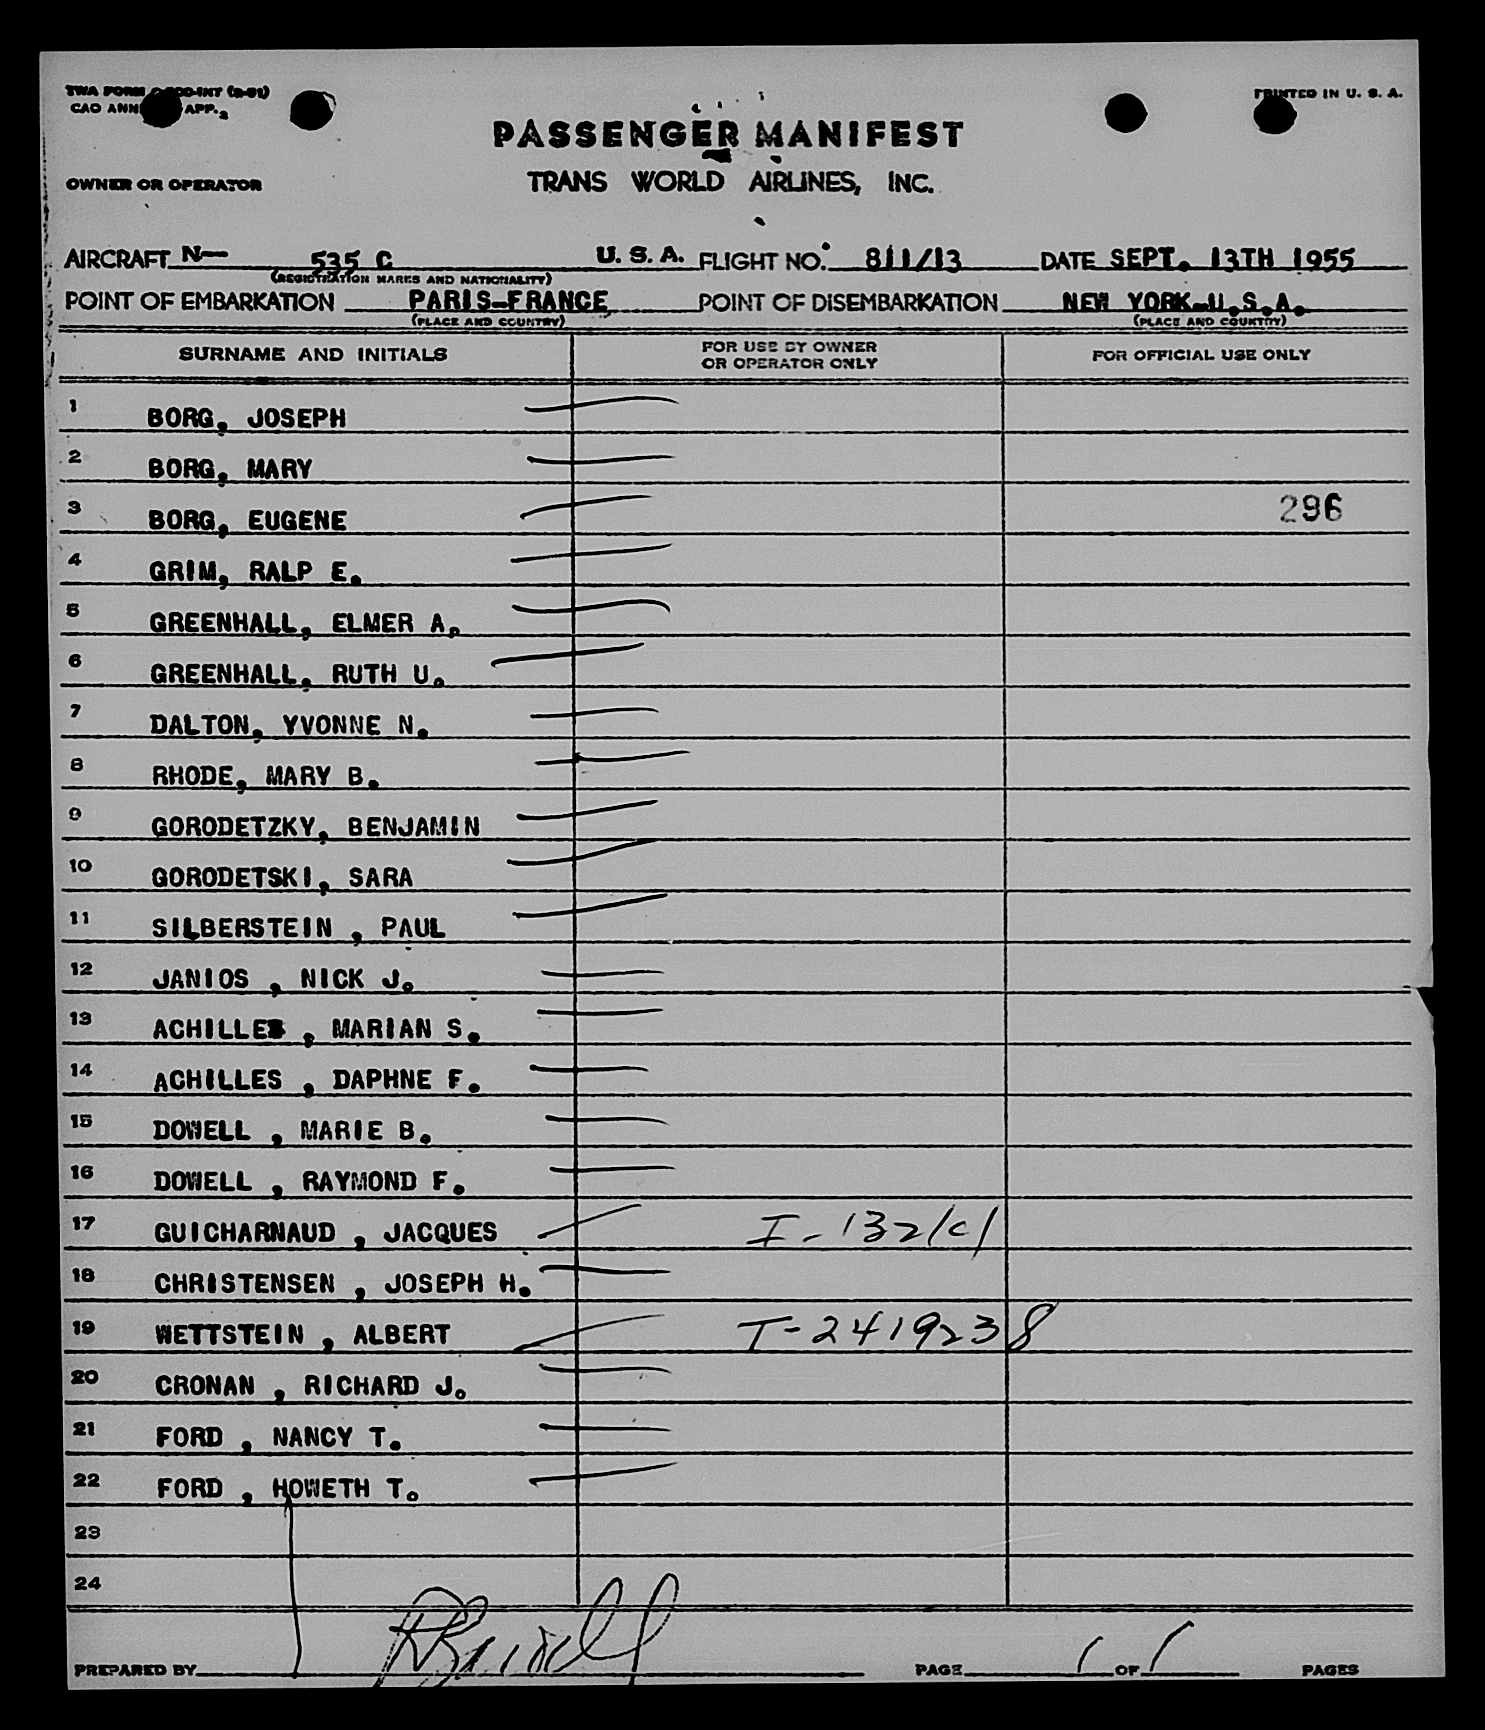 TWA FORM
CAO ANN APP. 2
PRINTED IN U. S. A.
PASSENGER MANIFEST
OWNER OR OPERATOR
TRANS WORLD AIRLINES, INC.
AIRCRAFT N— 535 C U. S. A. FLIGHT NO. 811/13 DATE SEPT. 13TH 1955
(REGISTRATION MARKS AND NATIONALITY)
POINT OF EMBARKATION PARIS-FRANCE POINT OF DISEMBARKATION NEW YORK-U.S.A.
(PLACE AND COUNTRY) (PLACE AND COUNTRY)
SURNAME AND INITIALS FOR USE BY OWNER OR OPERATOR ONLY FOR OFFICIAL USE ONLY
1 BORG, JOSEPH
2 BORG, MARY
3 BORG, EUGENE 296
4 GRIM, RALP E.
5 GREENHALL, ELMER A.
6 GREENHALL, RUTH U.
7 DALTON, YVONNE N.
8 RHODE, MARY B.
9 GORODETZKY, BENJAMIN
10 GORODETSKI, SARA
11 SILBERSTEIN , PAUL
12 JANIOS , NICK J.
13 ACHILLES , MARIAN S.
14 ACHILLES , DAPHNE F.
15 DOWELL , MARIE B.
16 DOWELL , RAYMOND F.
17 GUICHARNAUD , JACQUES I-132/c/
18 CHRISTENSEN , JOSEPH H.
19 WETTSTEIN , ALBERT T-2419238
20 CRONAN , RICHARD J.
21 FORD , NANCY T.
22 FORD , HOWETH T.
23
24
PREPARED BY PAGE 1 OF 1 PAGES